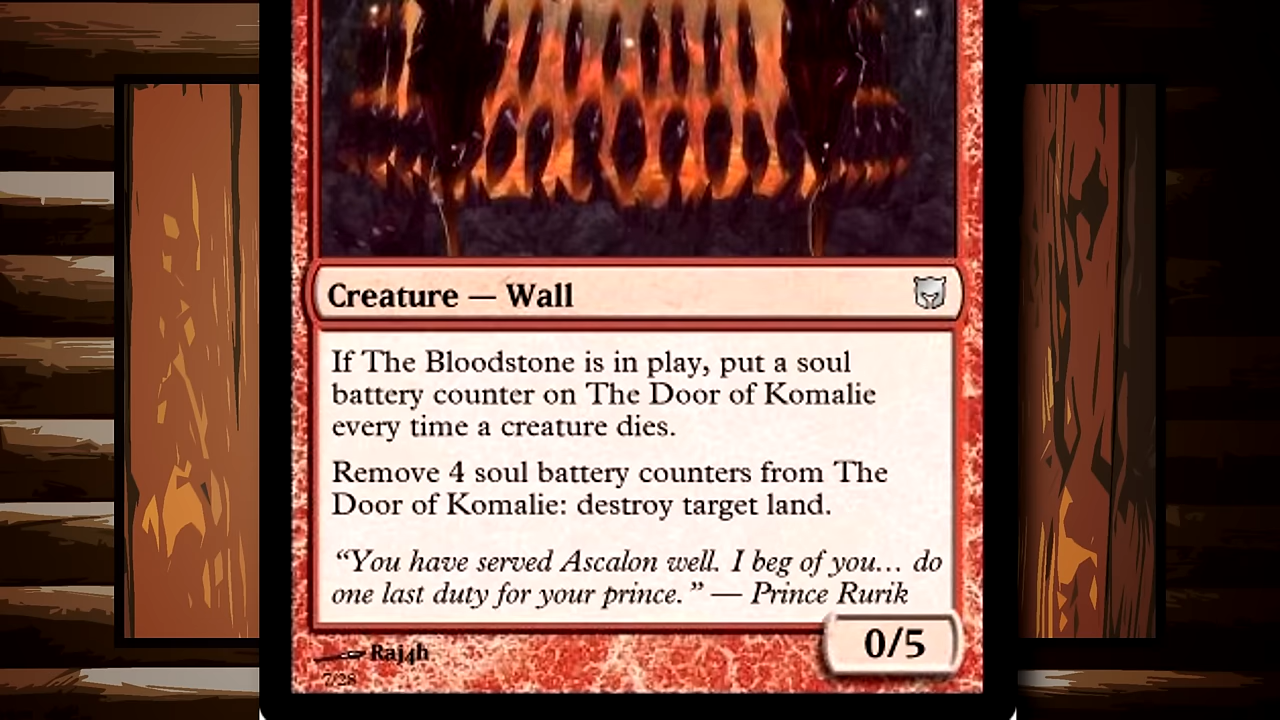 Creature — Wall
If The Bloodstone is in play, put a soul
battery counter on The Door of Komalie
every time a creature dies.
Remove 4 soul battery counters from The
Door of Komalie: destroy target land.
“You have served Ascalon well. I beg of you... do
one last duty for your prince.” — Prince Rurik
0/5
Raj4h
7/28